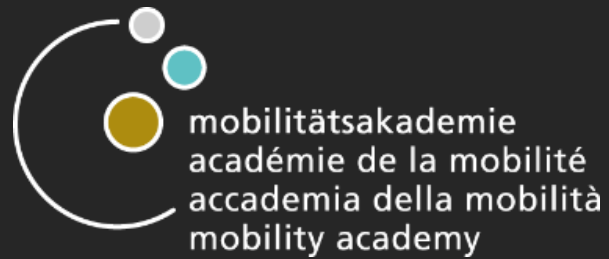 mobilitätsakademie
académie de la mobilité
accademia della mobilità
mobility academy